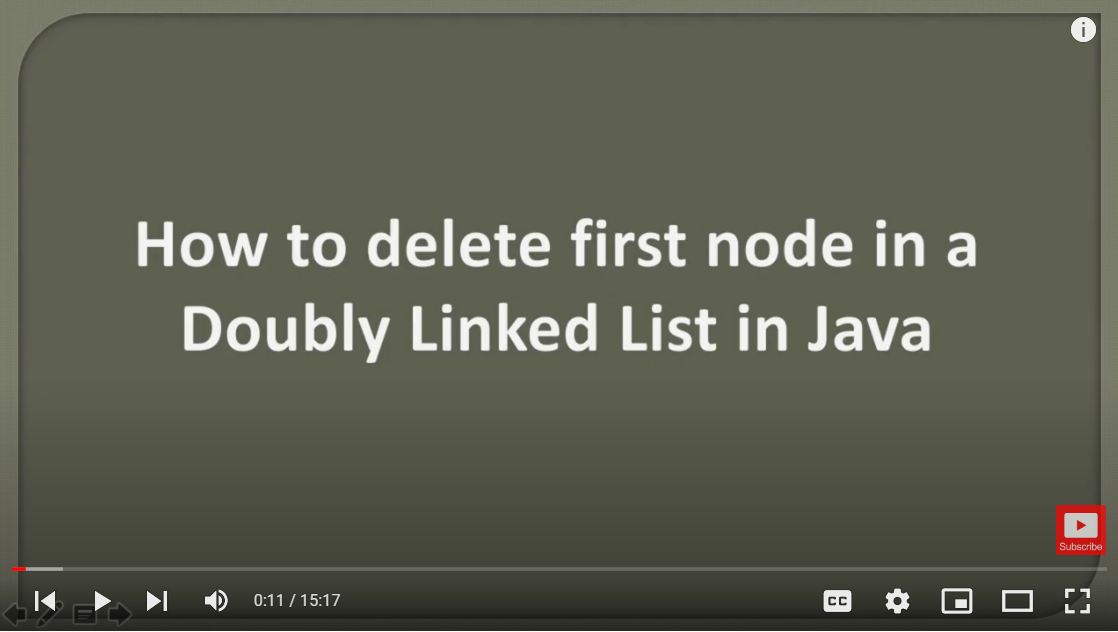 How to delete first node in a
Doubly Linked List in Java
Subscribe
0:11 / 15:17
CC